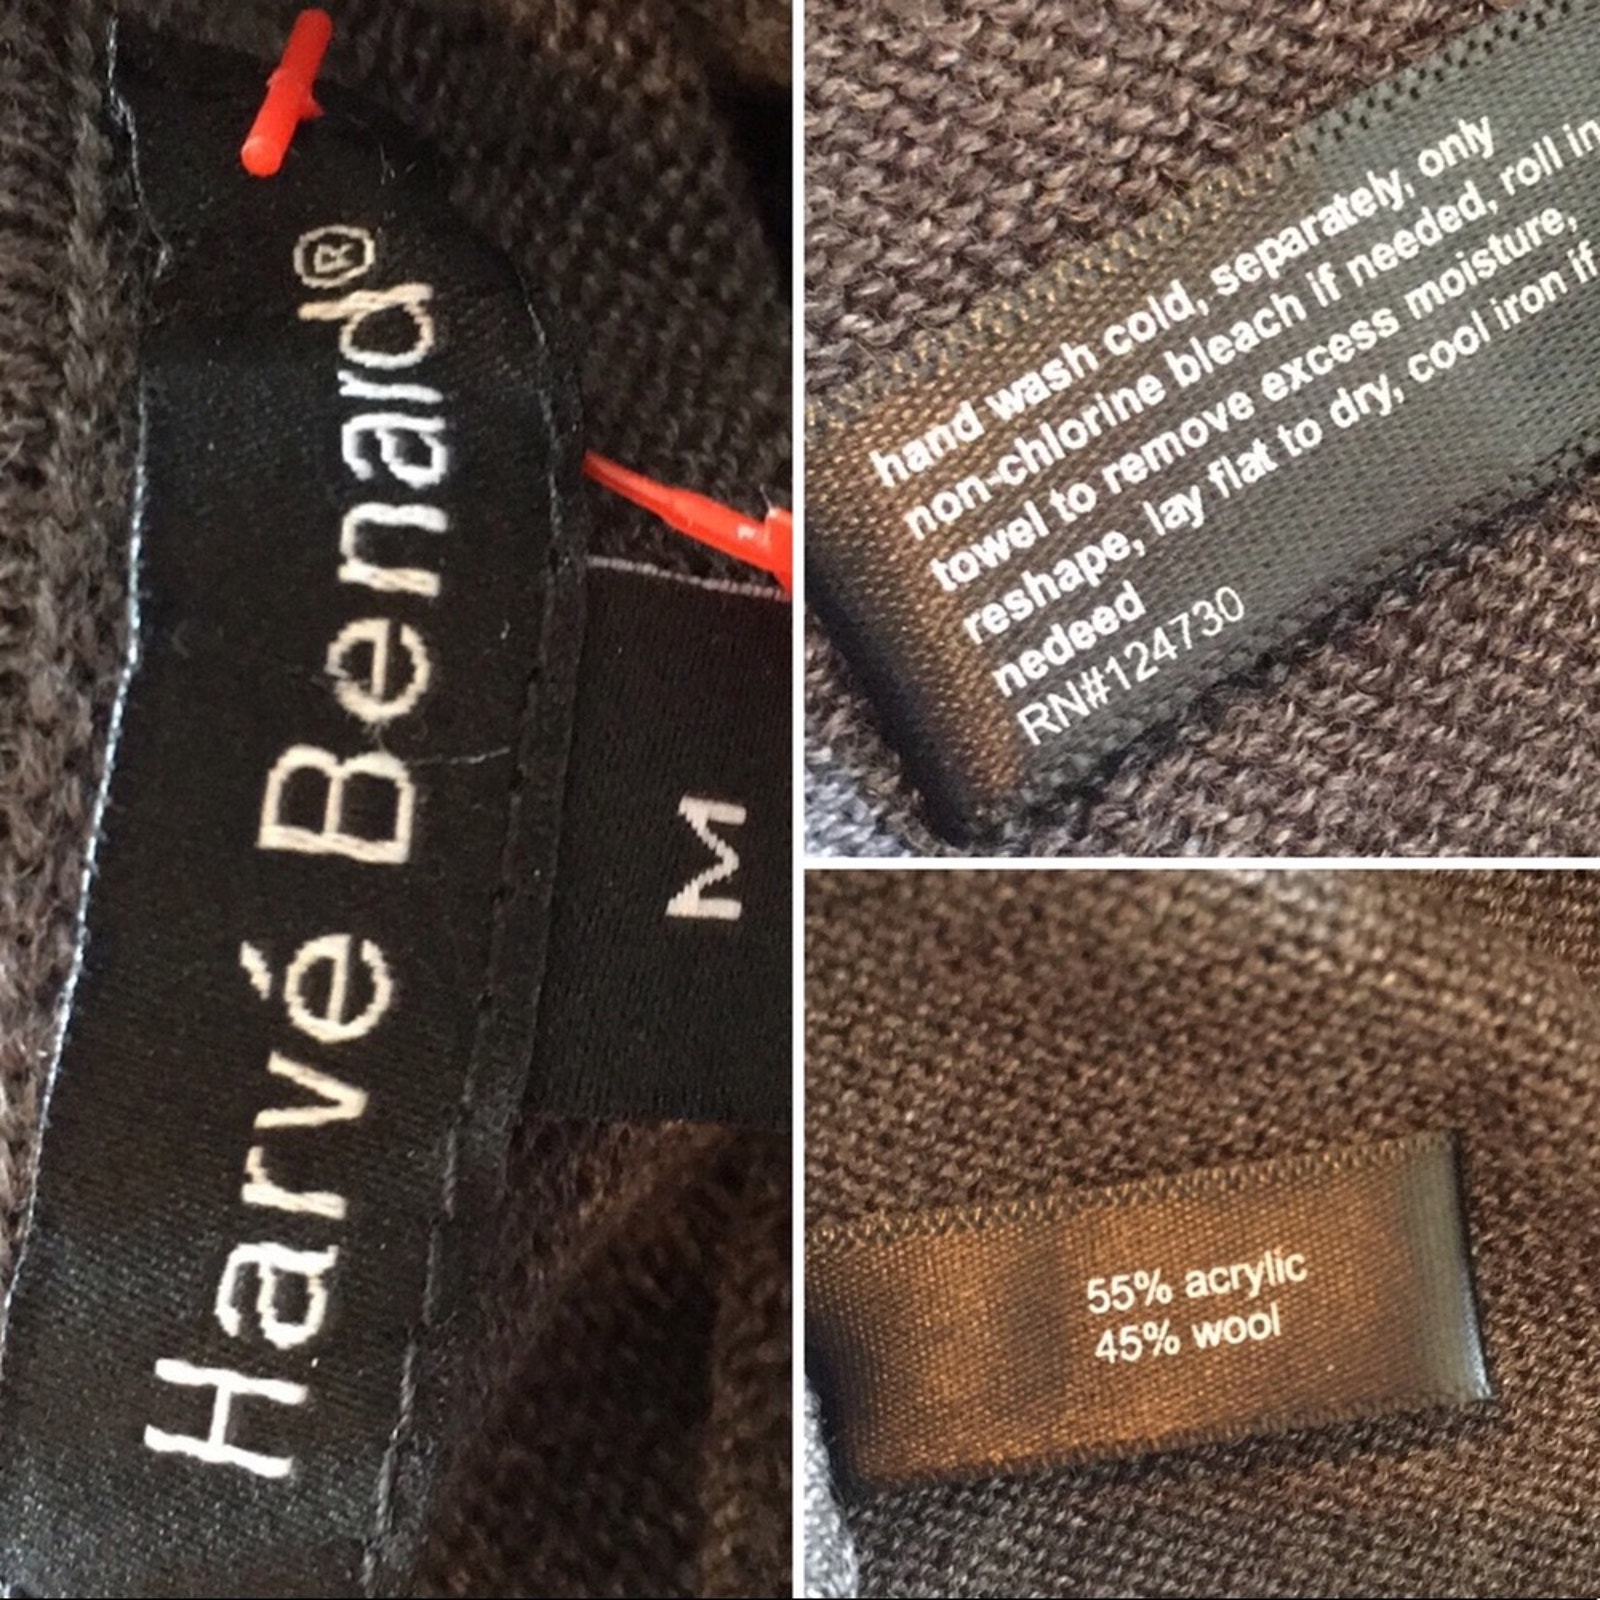 Harvé Benard®
M
hand wash cold, separately, only
non-chlorine bleach if needed, roll in
towel to remove excess moisture,
reshape, lay flat to dry, cool iron if
nedeed
RN#124730
55% acrylic
45% wool